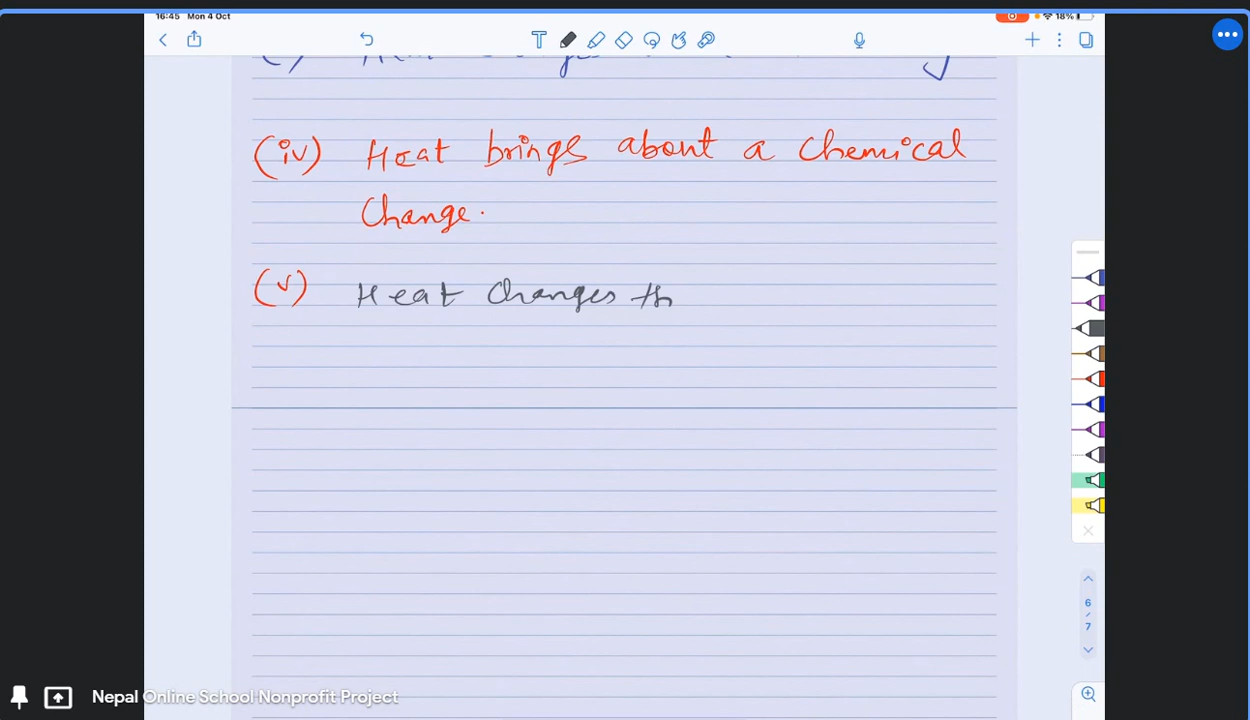 16:45 Mon 4 Oct
18%
(iv) Heat brings about a chemical
change.
(v) Heat changes th
6
/
7
Nepal Online School Nonprofit Project